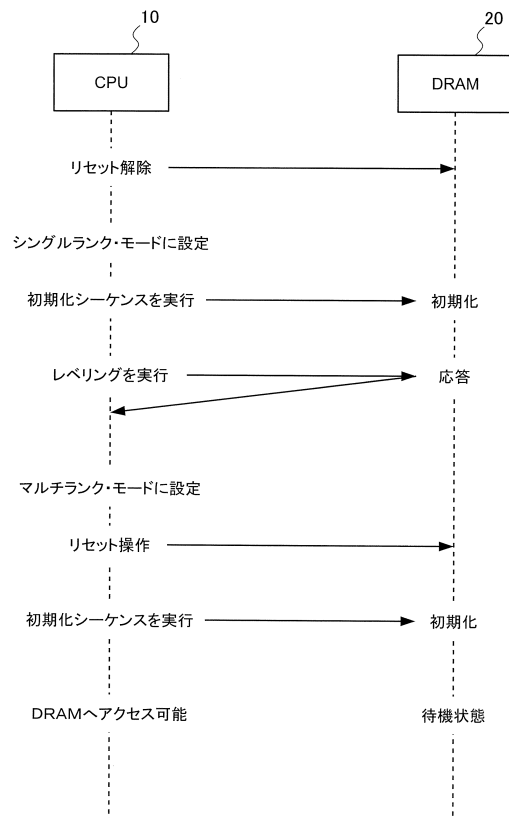 10
20
CPU
DRAM
リセット解除
シングルランク・モードに設定
初期化シーケンスを実行
初期化
レベリングを実行
応答
マルチランク・モードに設定
リセット操作
初期化シーケンスを実行
初期化
DRAMへアクセス可能
待機状態